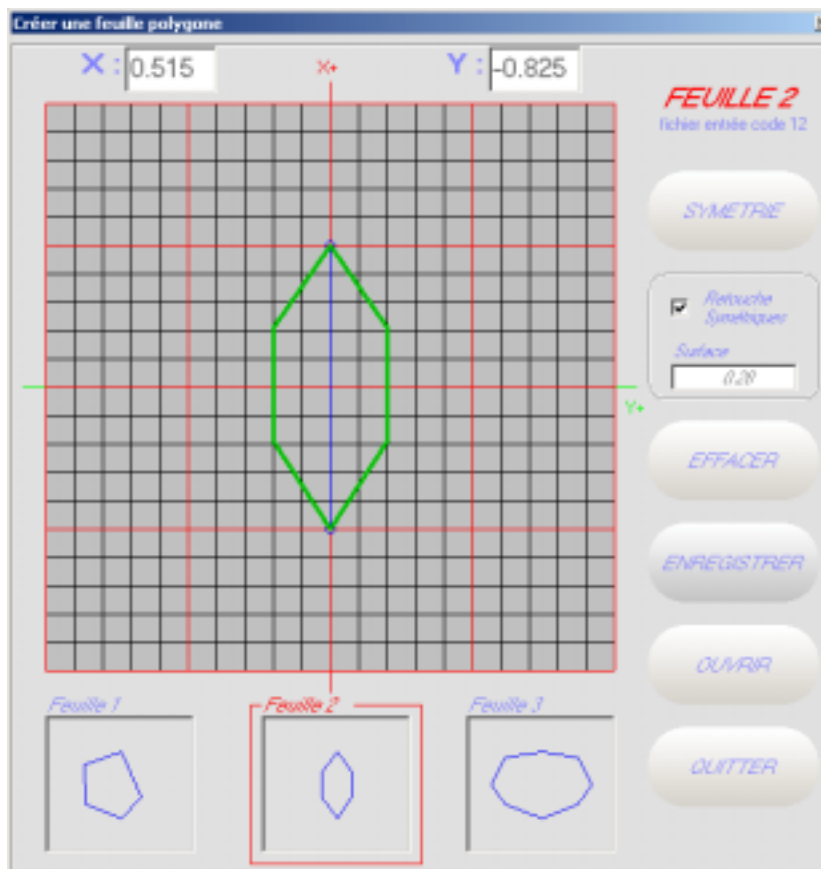 Créer une feuille polygone
X : 0.515
X+
Y : -0.825
FEUILLE 2
fichier entrée code 12
SYMETRIE
Retouche
Symétriques
Surface
0.28
Y+
EFFACER
ENREGISTRER
OUVRIR
QUITTER
Feuille 1
Feuille 2
Feuille 3